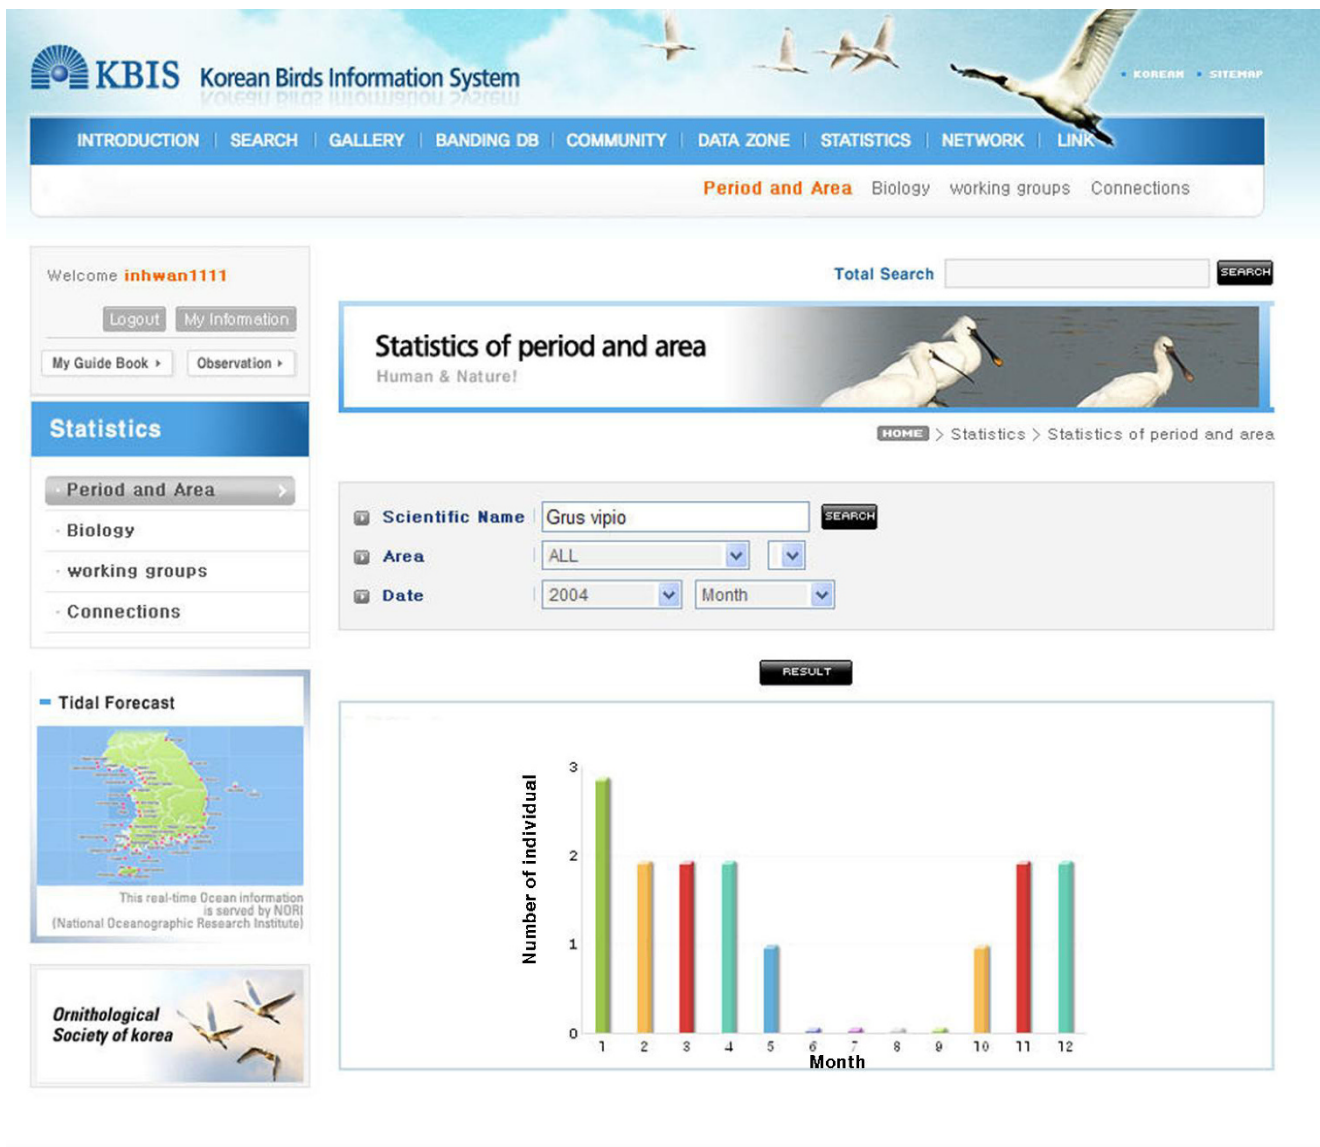 KBIS Korean Birds Information System
KOREAN SITEMAP
INTRODUCTION SEARCH GALLERY BANDING DB COMMUNITY DATA ZONE STATISTICS NETWORK LINK
Period and Area Biology working groups Connections
Welcome inhwan1111
Logout My Information
My Guide Book Observation
Statistics
Period and Area
Biology
working groups
Connections
Tidal Forecast
This real-time Ocean information
is served by NORI
(National Oceanographic Research Institute)
Ornithological
Society of korea
Total Search SEARCH
Statistics of period and area
Human & Nature!
HOME > Statistics > Statistics of period and area
Scientific Name Grus vipio SEARCH
Area ALL
Date 2004 Month
RESULT
Number of individual
3
2
1
0
1 2 3 4 5 6 7 8 9 10 11 12
Month